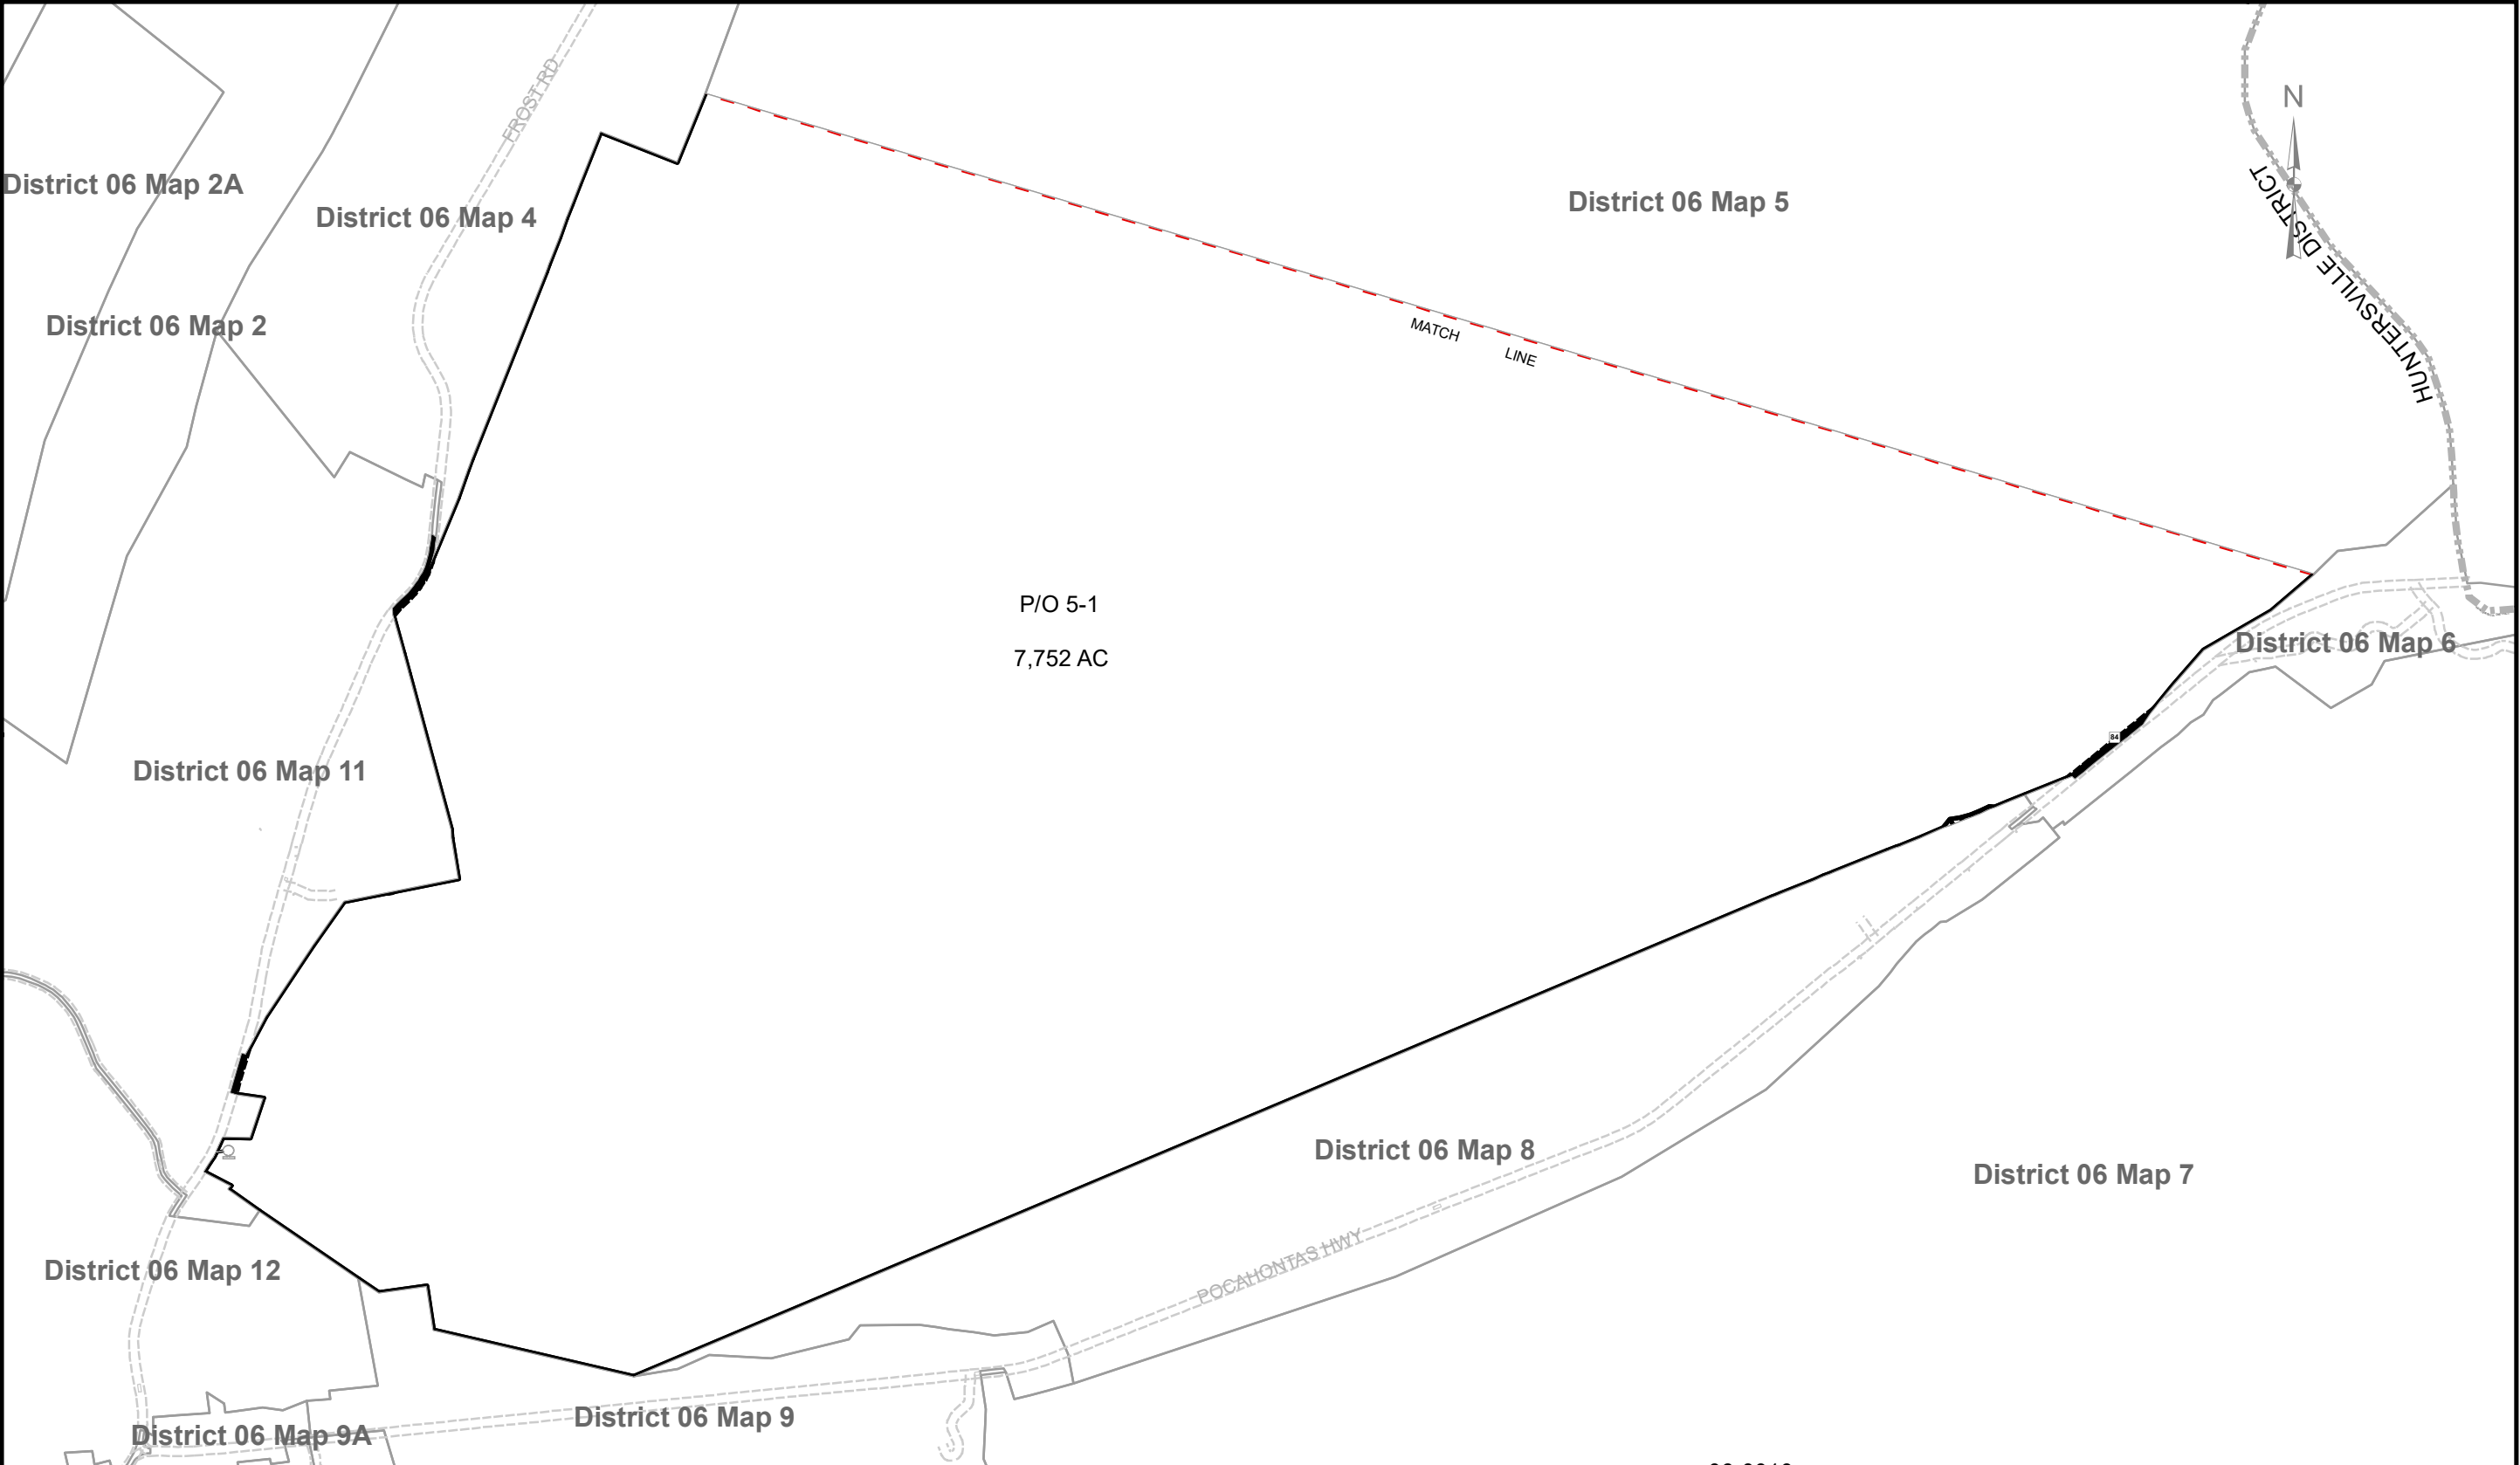 FROST RD
N
District 06 Map 2A
District 06 Map 4
District 06 Map 5
HUNTERSVILLE DISTRICT
District 06 Map 2
MATCH LINE
P/O 5-1
7,752 AC
District 06 Map 6
84
District 06 Map 11
District 06 Map 8
District 06 Map 7
POCAHONTAS HWY
District 06 Map 12
District 06 Map 9
District 06 Map 9A